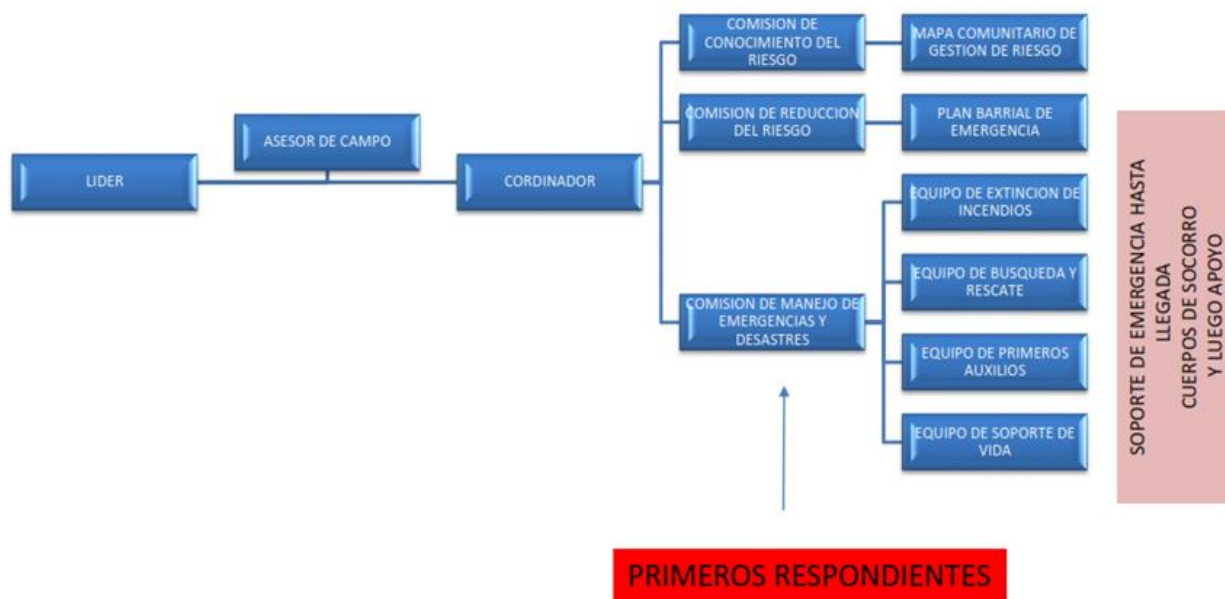 LIDER
ASESOR DE CAMPO
CORDINADOR
COMISION DE
CONOCIMIENTO DEL
RIESGO
MAPA COMUNITARIO DE
GESTION DE RIESGO
COMISION DE REDUCCION
DEL RIESGO
PLAN BARRIAL DE
EMERGENCIA
COMISION DE MANEJO DE
EMERGENCIAS Y
DESASTRES
EQUIPO DE EXTINCION DE
INCENDIOS
EQUIPO DE BUSQUEDA Y
RESCATE
EQUIPO DE PRIMEROS
AUXILIOS
EQUIPO DE SOPORTE DE
VIDA
SOPORTE DE EMERGENCIA HASTA
LLEGADA
CUERPOS DE SOCORRO
Y LUEGO APOYO
PRIMEROS RESPONDIENTES